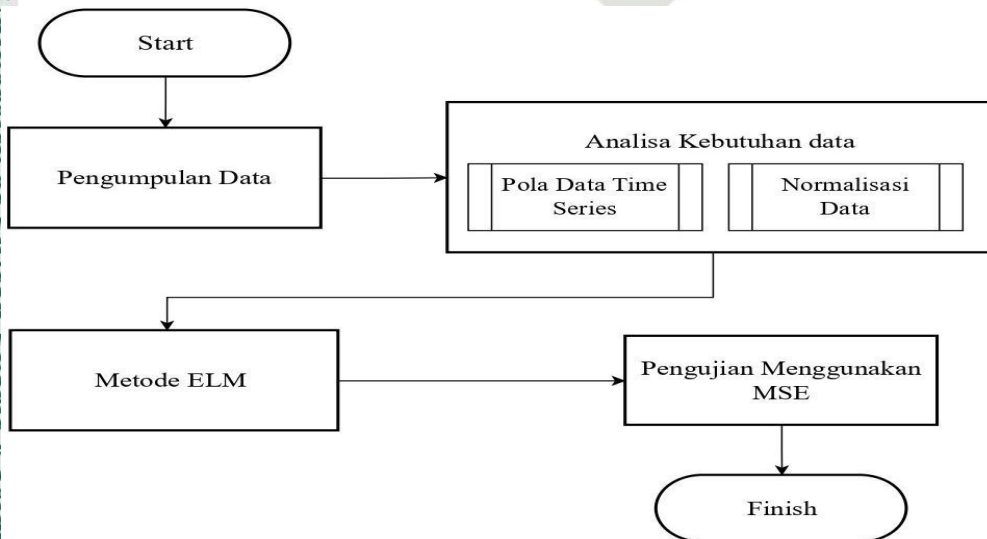 Start
Pengumpulan Data
Analisa Kebutuhan data
Pola Data Time
Series
Normalisasi
Data
Metode ELM
Pengujian Menggunakan
MSE
Finish